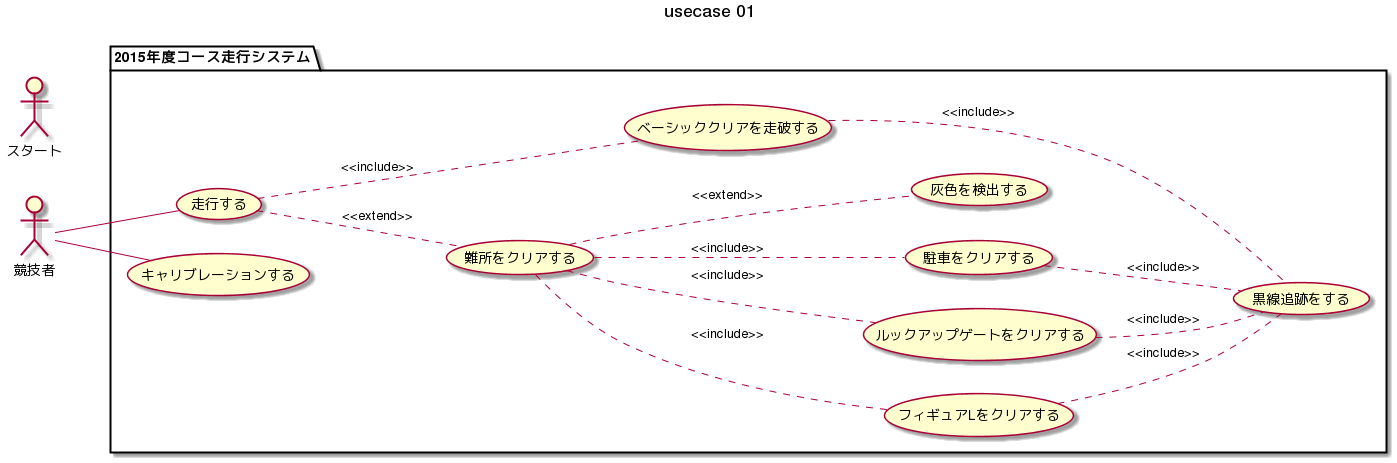 usecase 01
2015年度コース走行システム
スタート
競技者
走行する
キャリブレーションする
<<include>>
<<extend>>
ベーシッククリアを走破する
難所をクリアする
<<include>>
<<extend>>
<<include>>
<<include>>
<<include>>
灰色を検出する
駐車をクリアする
ルックアップゲートをクリアする
フィギュアLをクリアする
<<include>>
<<include>>
<<include>>
黒線追跡をする